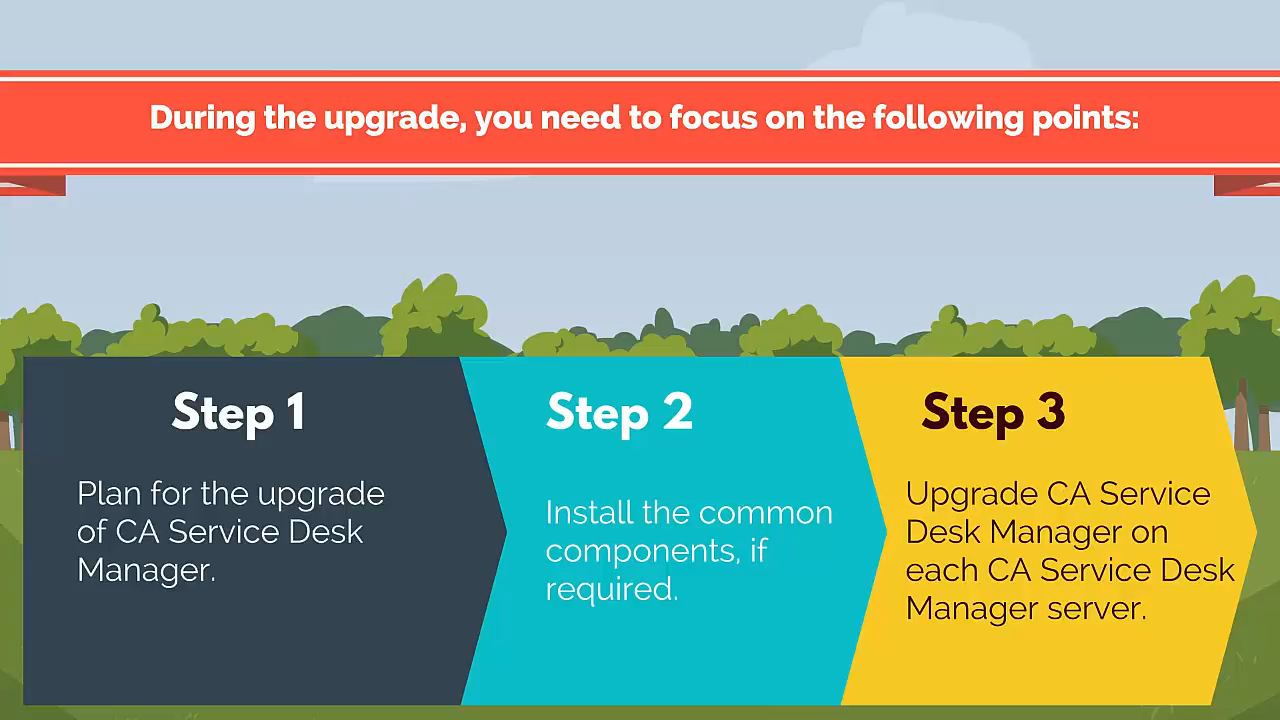 During the upgrade, you need to focus on the following points:
Step 1
Plan for the upgrade
of CA Service Desk
Manager.
Step 2
Install the common
components, if
required.
Step 3
Upgrade CA Service
Desk Manager on
each CA Service Desk
Manager server.